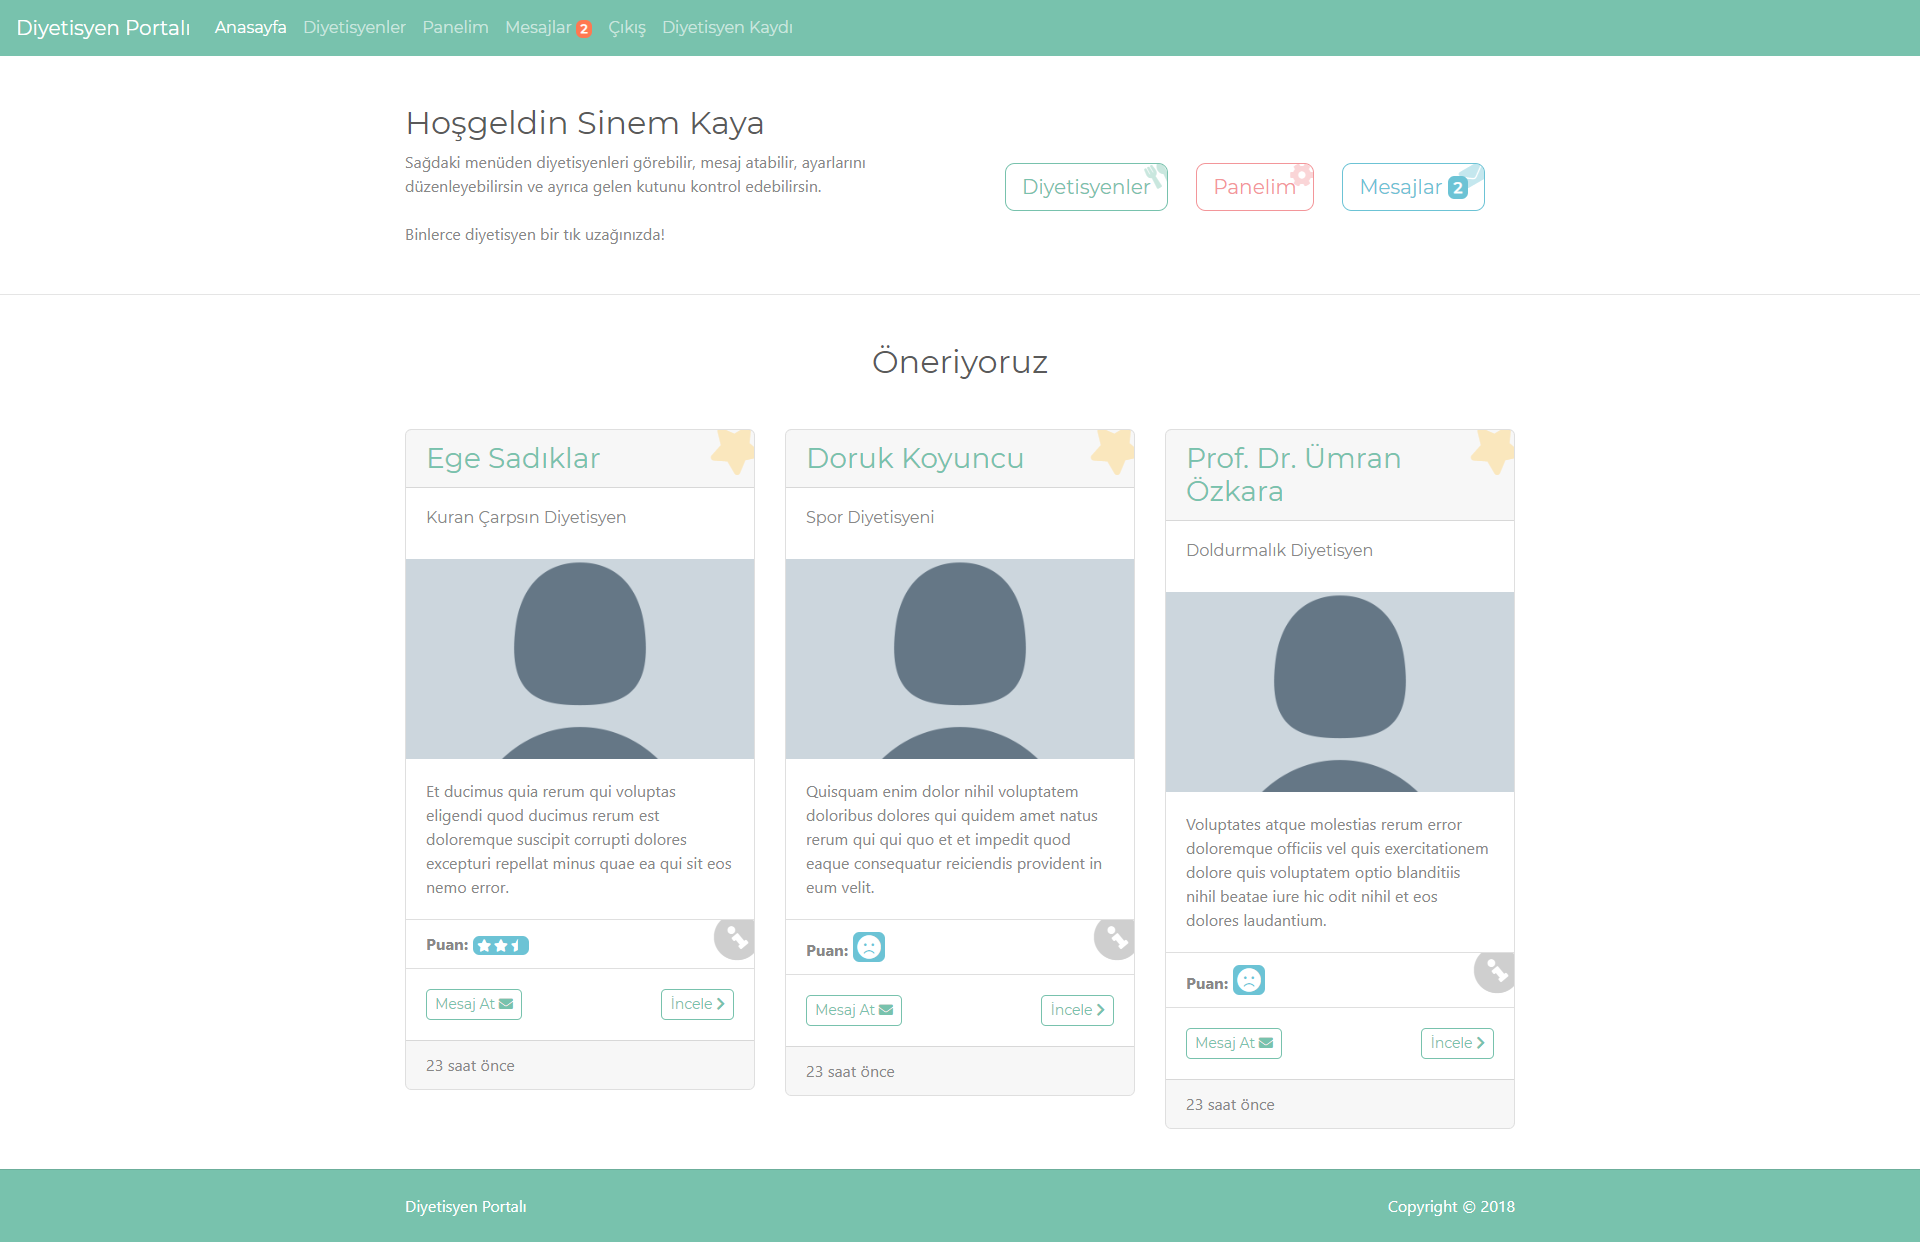 Diyetisyen Portalı Anasayfa Diyetisyenler Panelim Mesajlar 2 Çıkış Diyetisyen Kaydı
Hoşgeldin Sinem Kaya
Sağdaki menüden diyetisyenleri görebilir, mesaj atabilir, ayarlarını
düzenleyebilirsin ve ayrıca gelen kutunu kontrol edebilirsin.
Binlerce diyetisyen bir tık uzağınızda!
Diyetisyenler
Panelim
Mesajlar 2
Öneriyoruz
Ege Sadıklar
Kuran Çarpsın Diyetisyen
Et ducimus quia rerum qui voluptas
eligendi quod ducimus rerum est
doloremque suscipit corrupti dolores
excepturi repellat minus quae ea qui sit eos
nemo error.
Puan:
Mesaj At
İncele
23 saat önce
Doruk Koyuncu
Spor Diyetisyeni
Quisquam enim dolor nihil voluptatem
doloribus dolores qui quidem amet natus
rerum qui qui quo et et impedit quod
eaque consequatur reiciendis provident in
eum velit.
Puan:
Mesaj At
İncele
23 saat önce
Prof. Dr. Ümran
Özkara
Doldurmalık Diyetisyen
Voluptates atque molestias rerum error
doloremque officiis vel quis exercitationem
dolore quis voluptatem optio blanditiis
nihil beatae iure hic odit nihil et eos
dolores laudantium.
Puan:
Mesaj At
İncele
23 saat önce
Diyetisyen Portalı
Copyright © 2018